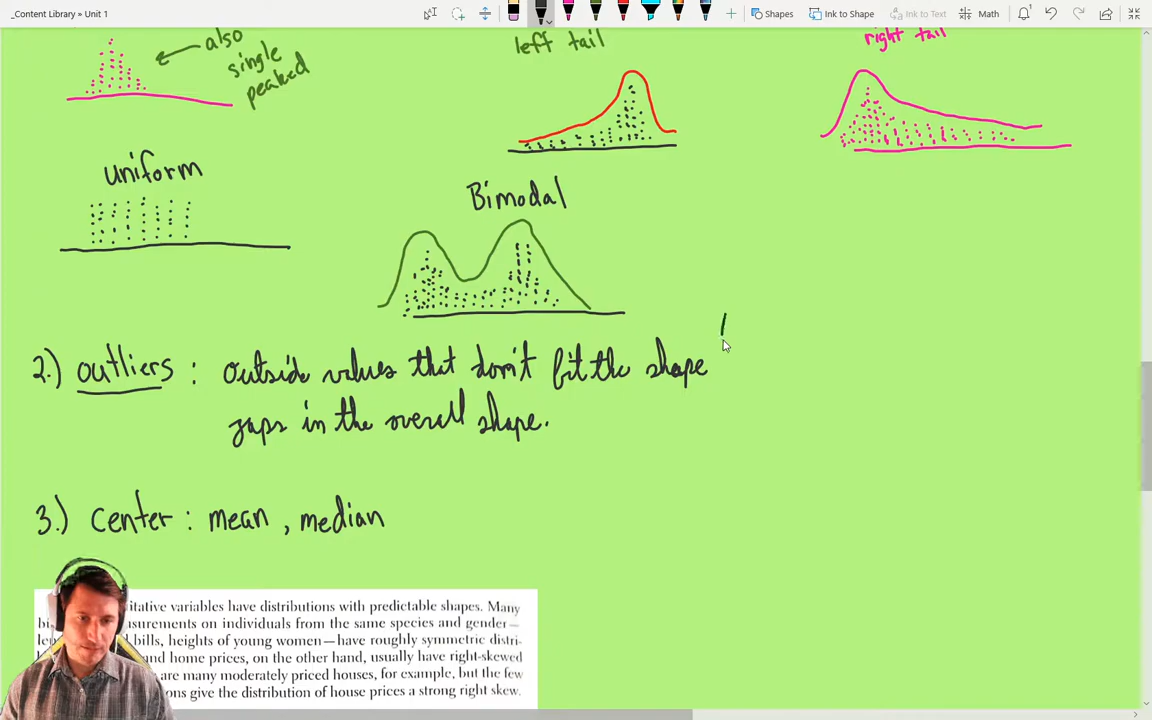 _Content Library » Unit 1
Shapes
Ink to Shape
Ink to Text
Math
also
single
peaked
left tail
right tail
uniform
Bimodal
2.) outliers : outside values that don't fit the shape
gaps in the overall shape.
3.) center : mean , median
itative variables have distributions with predictable shapes. Many
surements on individuals from the same species and gender—
bills, heights of young women—have roughly symmetric distri-
and home prices, on the other hand, usually have right-skewed
are many moderately priced houses, for example, but the few
ons give the distribution of house prices a strong right skew.